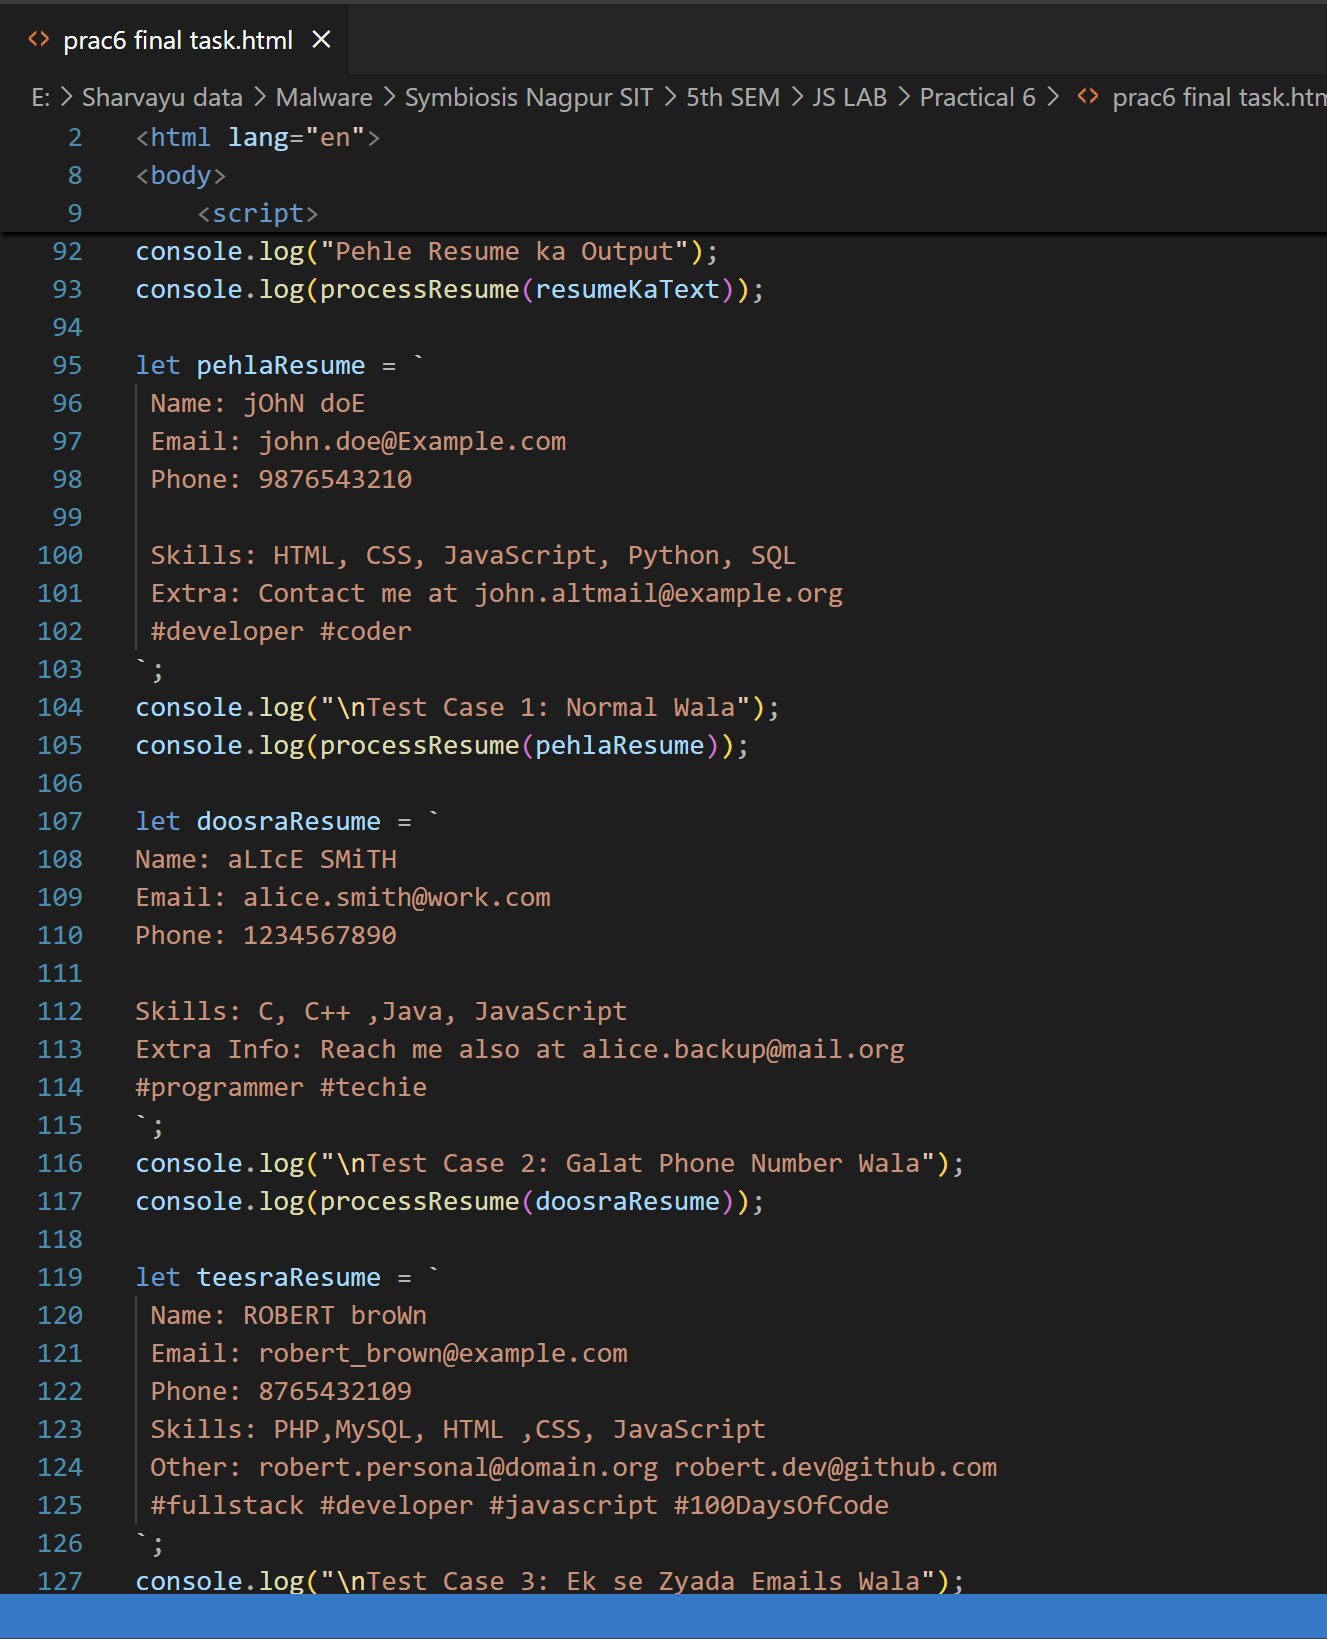 prac6 final task.html
E: > Sharvayu data > Malware > Symbiosis Nagpur SIT > 5th SEM > JS LAB > Practical 6 > <> prac6 final task.htm
2 <html lang="en">
8 <body>
9 <script>
92 console.log("Pehle Resume ka Output");
93 console.log(processResume(resumeKaText));
94
95 let pehlaResume = `
96 Name: jOhN doE
97 Email: john.doe@Example.com
98 Phone: 9876543210
99
100 Skills: HTML, CSS, JavaScript, Python, SQL
101 Extra: Contact me at john.altmail@example.org
102 #developer #coder
103 `;
104 console.log("\nTest Case 1: Normal Wala");
105 console.log(processResume(pehlaResume));
106
107 let doosraResume = `
108 Name: aLIcE SMiTH
109 Email: alice.smith@work.com
110 Phone: 1234567890
111
112 Skills: C, C++ ,Java, JavaScript
113 Extra Info: Reach me also at alice.backup@mail.org
114 #programmer #techie
115 `;
116 console.log("\nTest Case 2: Galat Phone Number Wala");
117 console.log(processResume(doosraResume));
118
119 let teesraResume = `
120 Name: ROBERT broWn
121 Email: robert_brown@example.com
122 Phone: 8765432109
123 Skills: PHP,MySQL, HTML ,CSS, JavaScript
124 Other: robert.personal@domain.org robert.dev@github.com
125 #fullstack #developer #javascript #100DaysOfCode
126 `;
127 console.log("\nTest Case 3: Ek se Zyada Emails Wala");